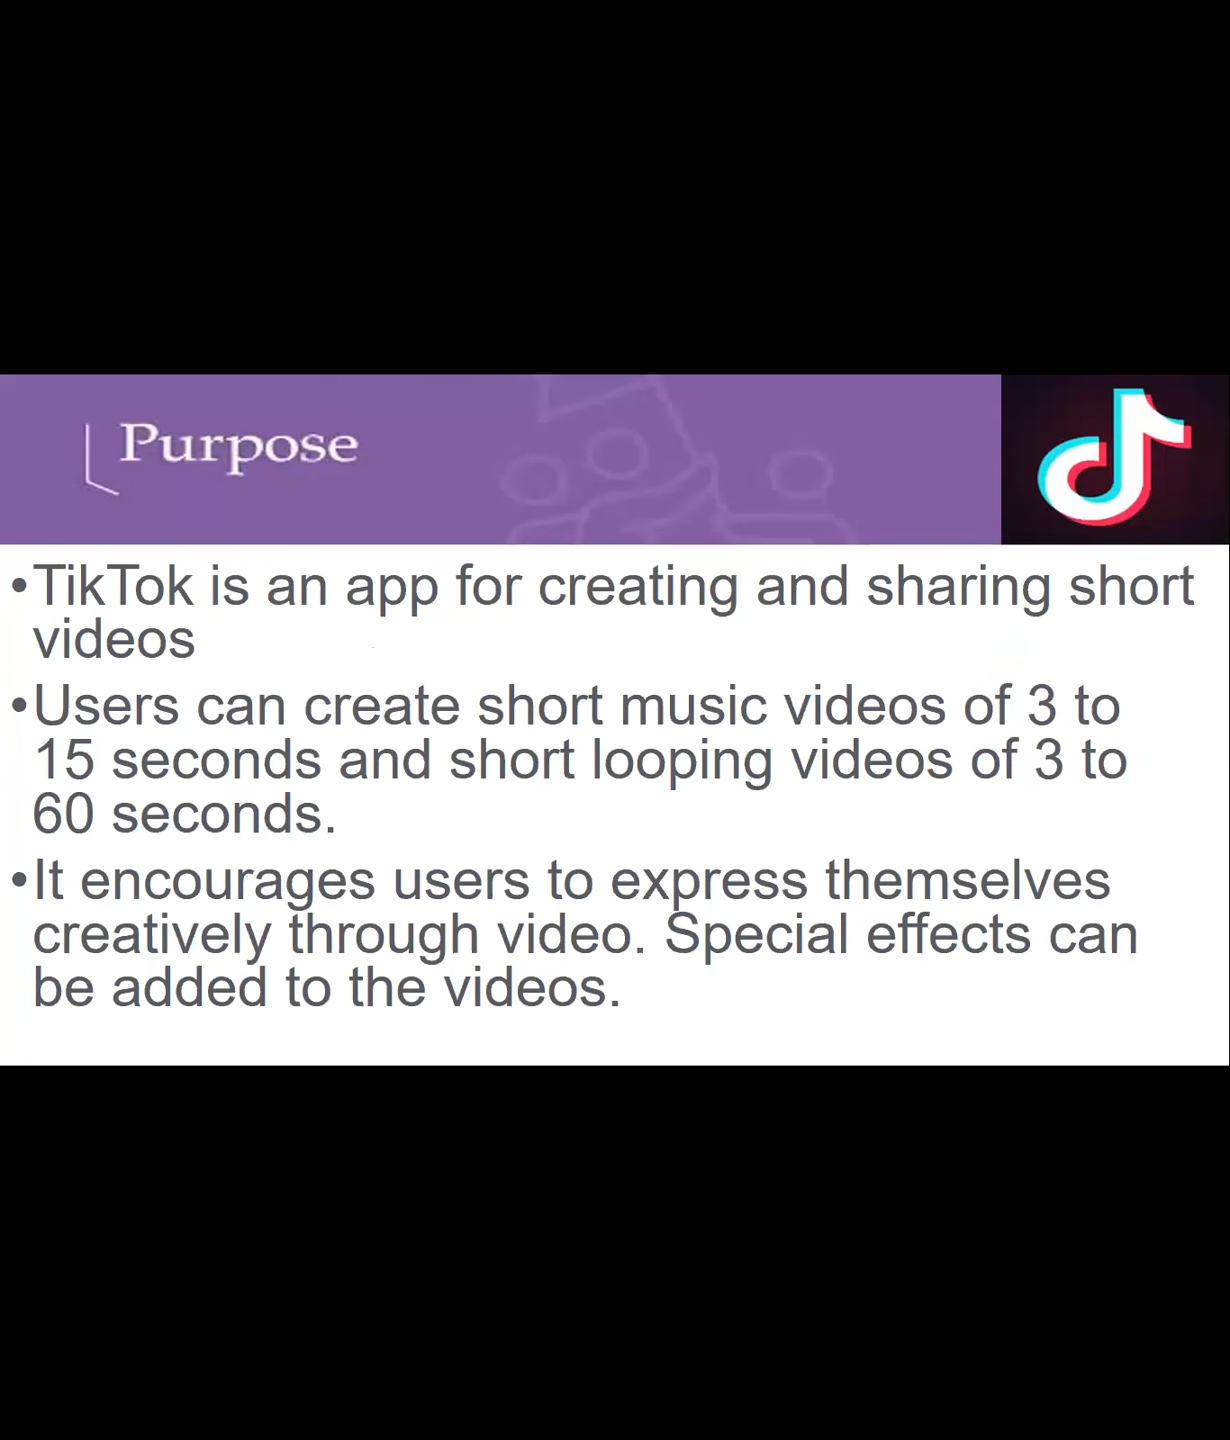 Purpose
•TikTok is an app for creating and sharing short
videos
•Users can create short music videos of 3 to
15 seconds and short looping videos of 3 to
60 seconds.
•It encourages users to express themselves
creatively through video. Special effects can
be added to the videos.